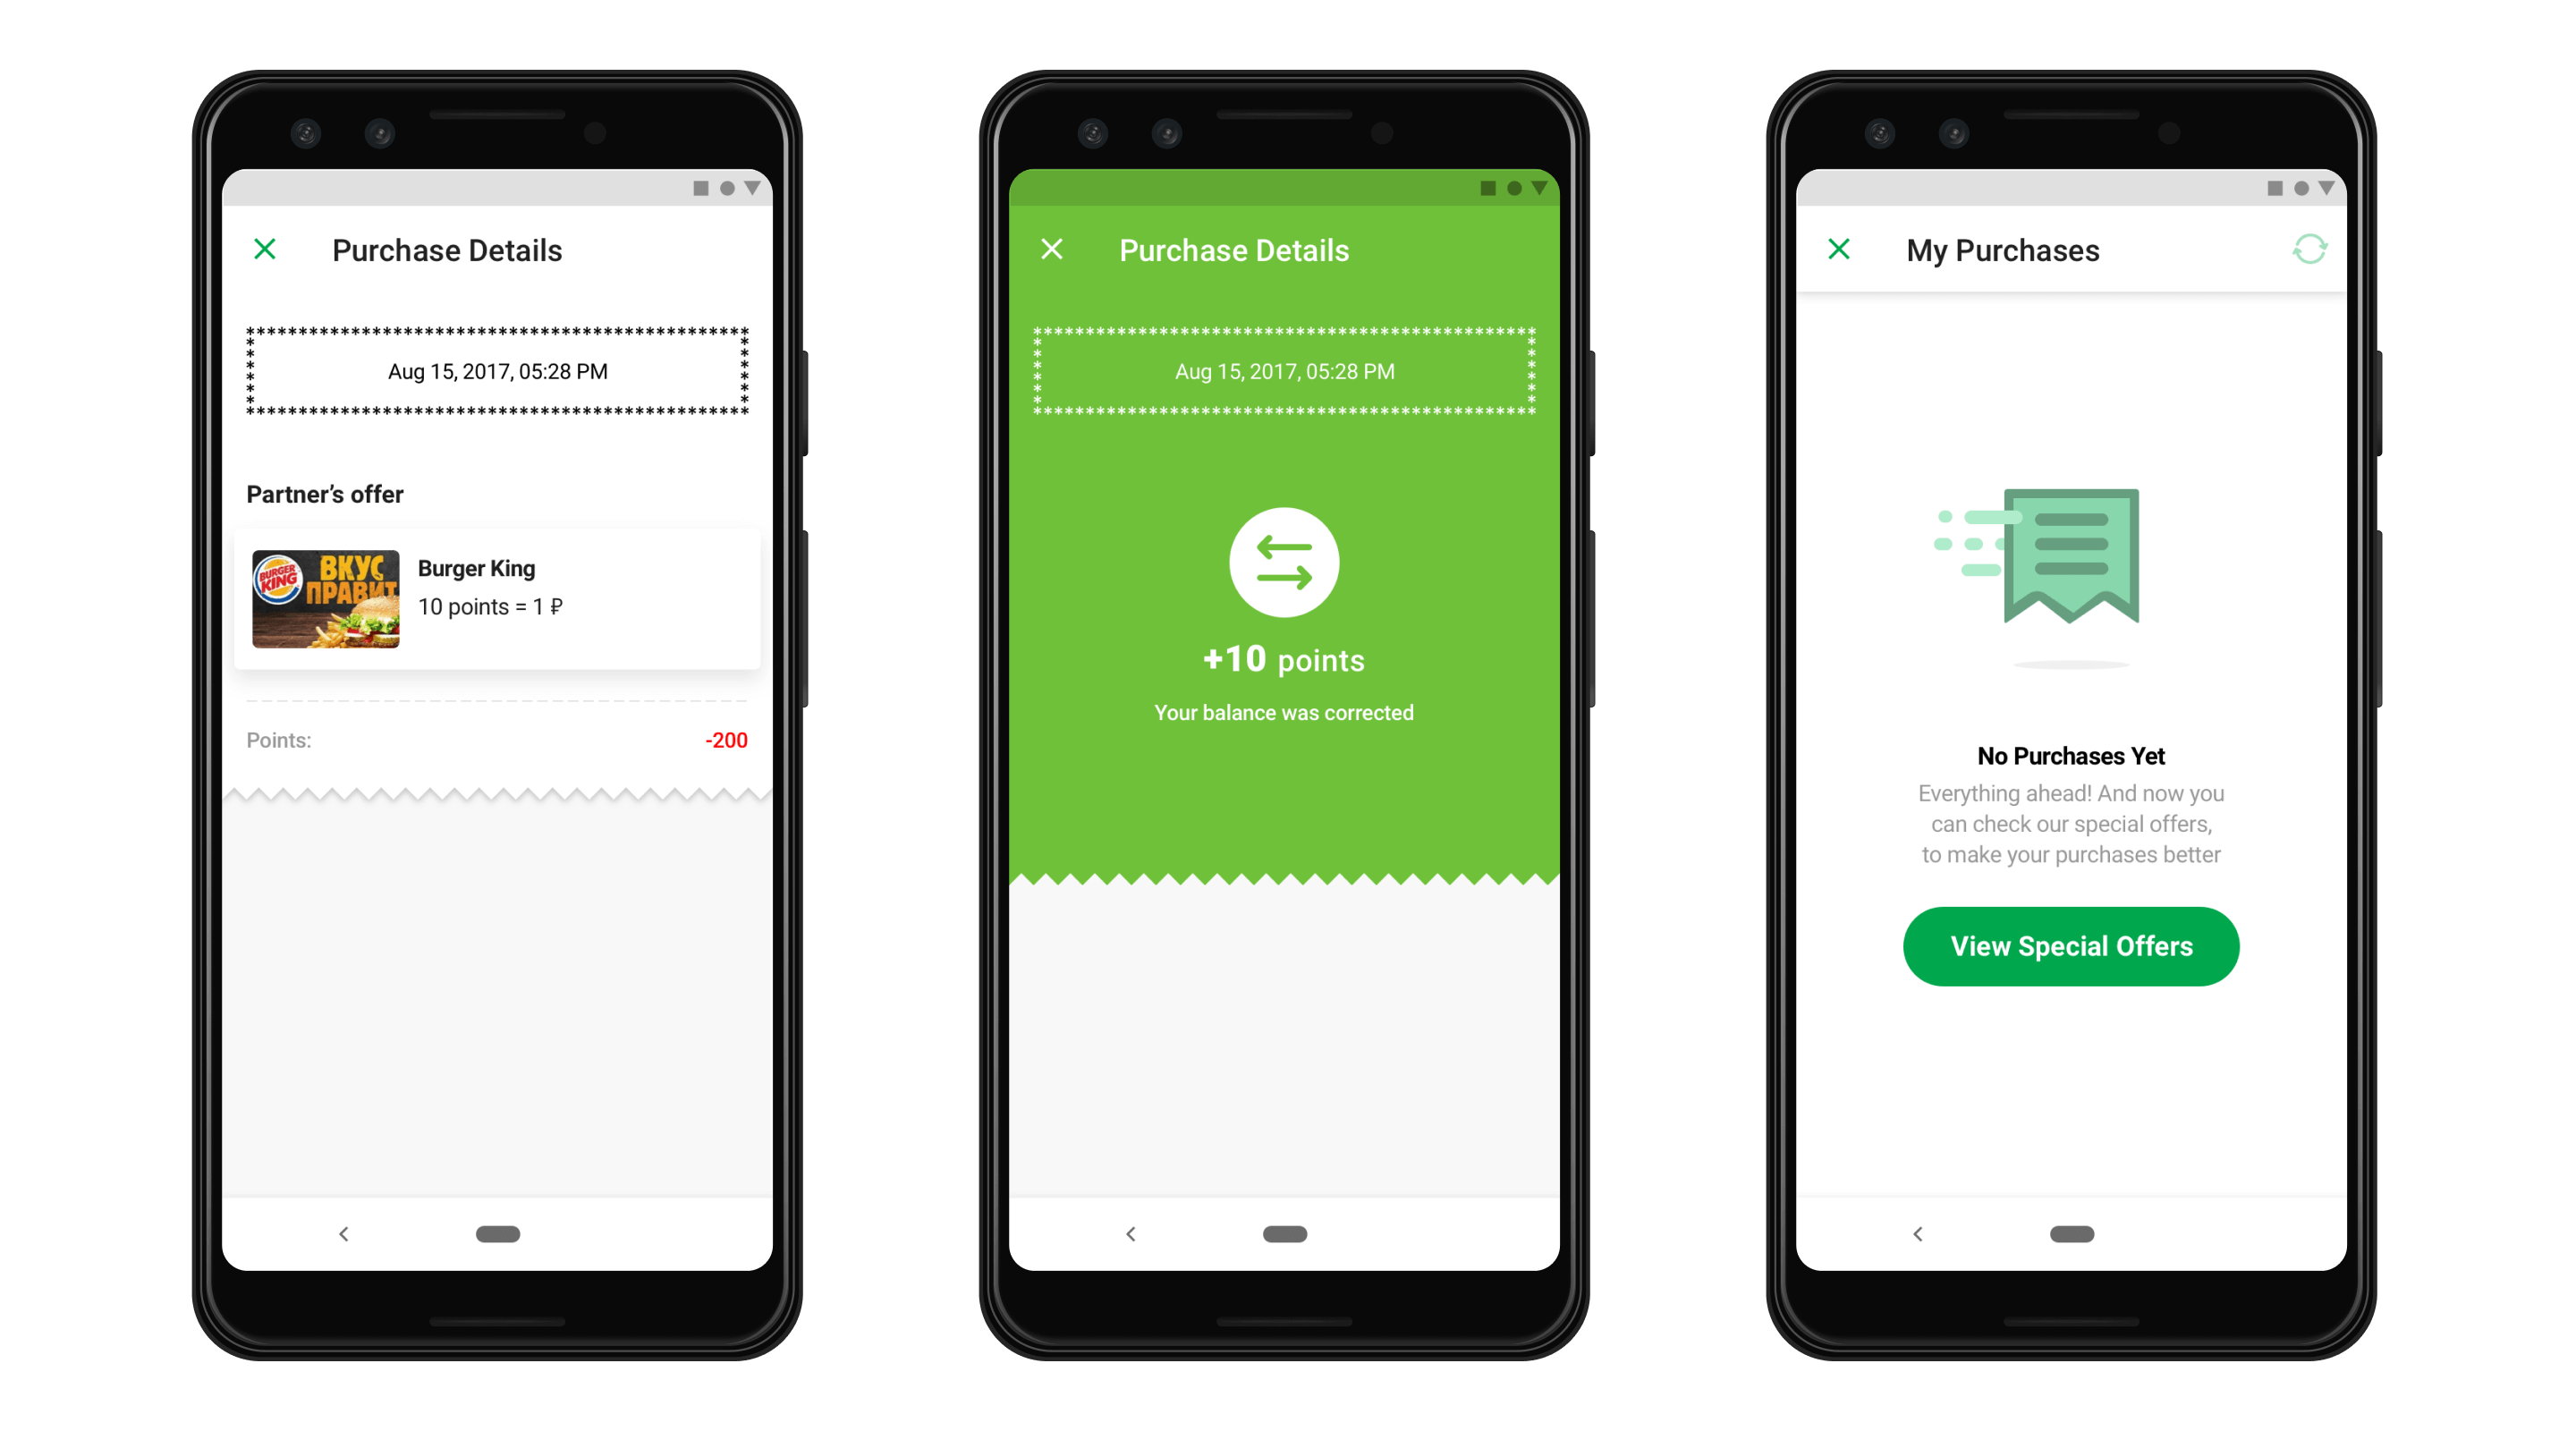 Purchase Details
Aug 15, 2017, 05:28 PM
Partner’s offer
BURGER
KING
ВКУС
ПРАВИТ
Burger King
10 points = 1 ₽
Points:
-200
Purchase Details
Aug 15, 2017, 05:28 PM
+10 points
Your balance was corrected
My Purchases
No Purchases Yet
Everything ahead! And now you
can check our special offers,
to make your purchases better
View Special Offers